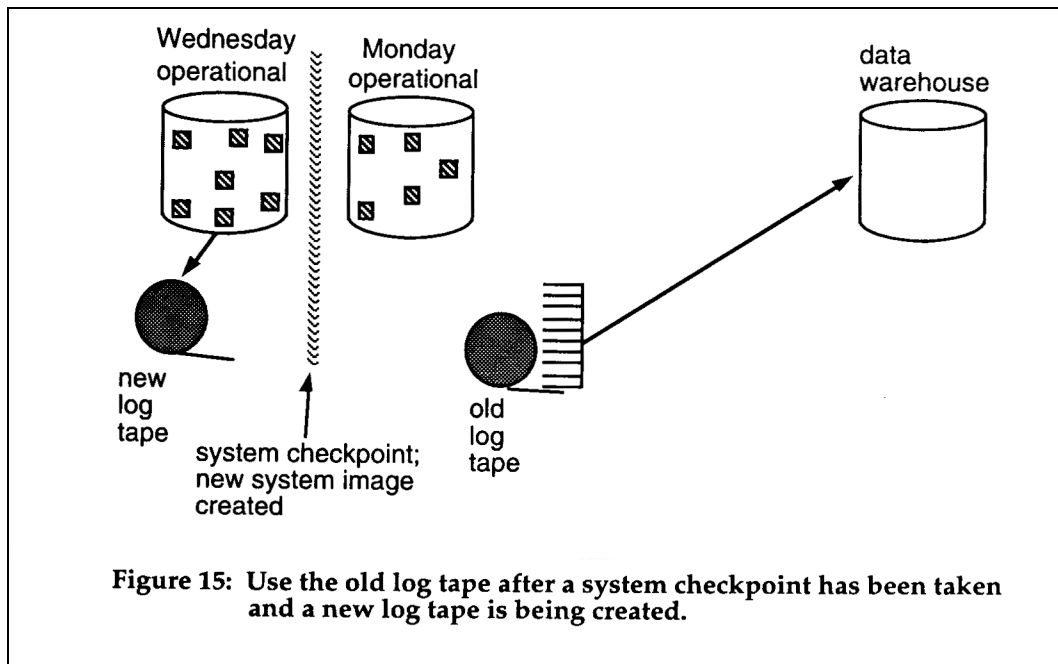 Wednesday
operational
Monday
operational
data
warehouse
new
log
tape
system checkpoint;
new system image
created
old
log
tape
Figure 15: Use the old log tape after a system checkpoint has been taken
and a new log tape is being created.